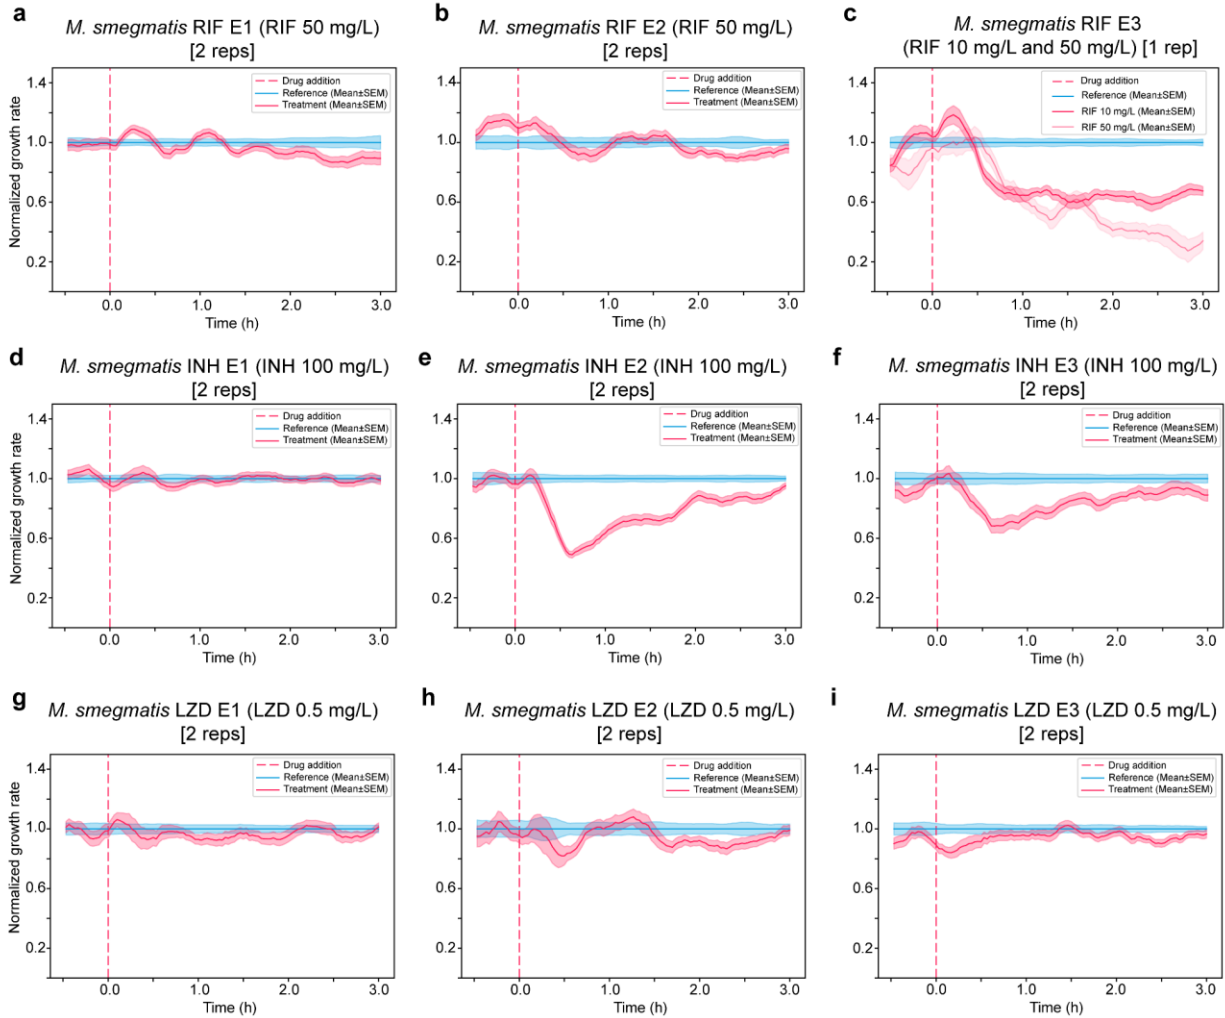 a
M. smegmatis RIF E1 (RIF 50 mg/L)
[2 reps]
Normalized growth rate
1.4
1.0
0.6
0.2
Drug addition
Reference (Mean±SEM)
Treatment (Mean±SEM)
0.0
1.0
2.0
3.0
Time (h)
b
M. smegmatis RIF E2 (RIF 50 mg/L)
[2 reps]
1.4
1.0
0.6
0.2
Drug addition
Reference (Mean±SEM)
Treatment (Mean±SEM)
0.0
1.0
2.0
3.0
Time (h)
c
M. smegmatis RIF E3
(RIF 10 mg/L and 50 mg/L) [1 rep]
1.4
1.0
0.6
0.2
Drug addition
Reference (Mean±SEM)
RIF 10 mg/L (Mean±SEM)
RIF 50 mg/L (Mean±SEM)
0.0
1.0
2.0
3.0
Time (h)
d
M. smegmatis INH E1 (INH 100 mg/L)
[2 reps]
Normalized growth rate
1.4
1.0
0.6
0.2
Drug addition
Reference (Mean±SEM)
Treatment (Mean±SEM)
0.0
1.0
2.0
3.0
Time (h)
e
M. smegmatis INH E2 (INH 100 mg/L)
[2 reps]
1.4
1.0
0.6
0.2
Drug addition
Reference (Mean±SEM)
Treatment (Mean±SEM)
0.0
1.0
2.0
3.0
Time (h)
f
M. smegmatis INH E3 (INH 100 mg/L)
[2 reps]
1.4
1.0
0.6
0.2
Drug addition
Reference (Mean±SEM)
Treatment (Mean±SEM)
0.0
1.0
2.0
3.0
Time (h)
g
M. smegmatis LZD E1 (LZD 0.5 mg/L)
[2 reps]
Normalized growth rate
1.4
1.0
0.6
0.2
Drug addition
Reference (Mean±SEM)
Treatment (Mean±SEM)
0.0
1.0
2.0
3.0
Time (h)
h
M. smegmatis LZD E2 (LZD 0.5 mg/L)
[2 reps]
1.4
1.0
0.6
0.2
Drug addition
Reference (Mean±SEM)
Treatment (Mean±SEM)
0.0
1.0
2.0
3.0
Time (h)
i
M. smegmatis LZD E3 (LZD 0.5 mg/L)
[2 reps]
1.4
1.0
0.6
0.2
Drug addition
Reference (Mean±SEM)
Treatment (Mean±SEM)
0.0
1.0
2.0
3.0
Time (h)